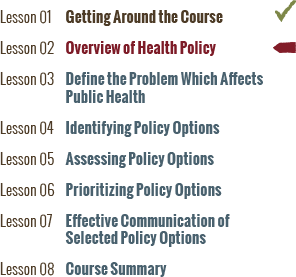 Lesson 01 Getting Around the Course
Lesson 02 Overview of Health Policy
Lesson 03 Define the Problem Which Affects
Public Health
Lesson 04 Identifying Policy Options
Lesson 05 Assessing Policy Options
Lesson 06 Prioritizing Policy Options
Lesson 07 Effective Communication of
Selected Policy Options
Lesson 08 Course Summary